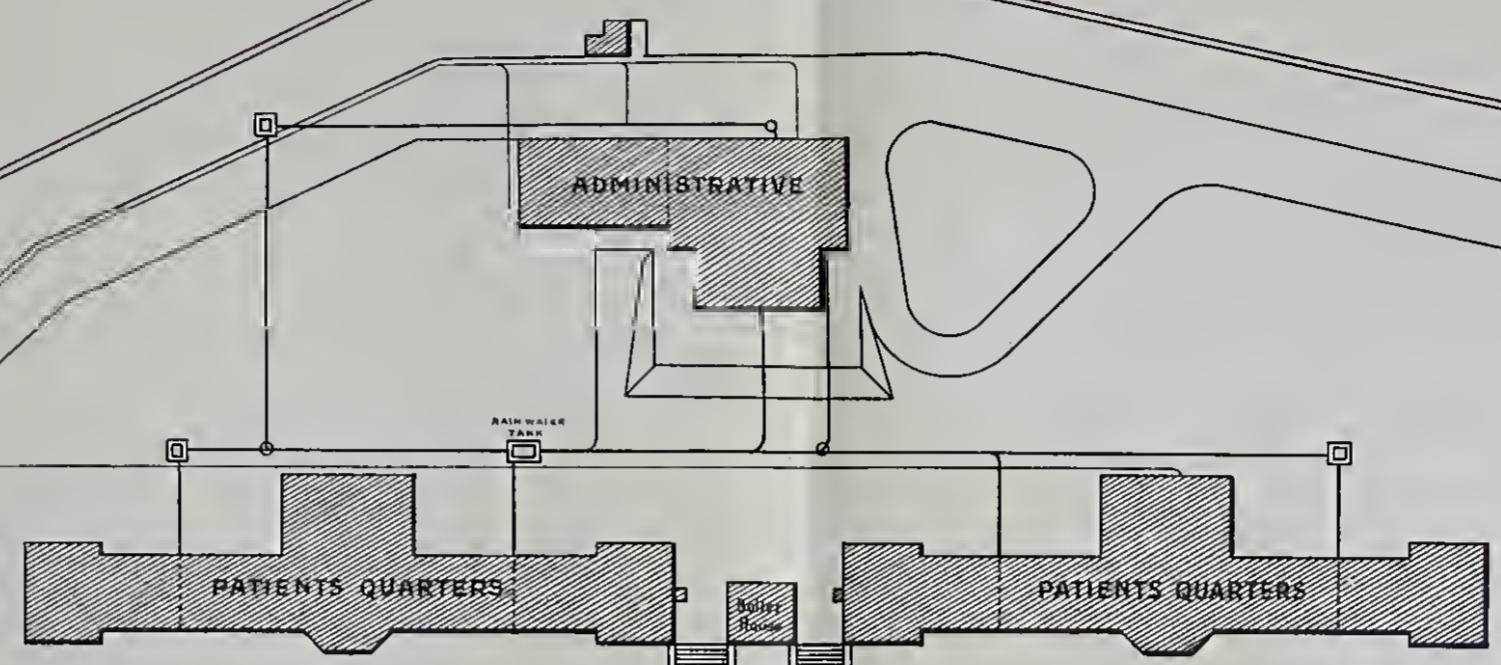 ADMINISTRATIVE
RAIN WATER
TANK
PATIENTS QUARTERS
Boiler
House
PATIENTS QUARTERS